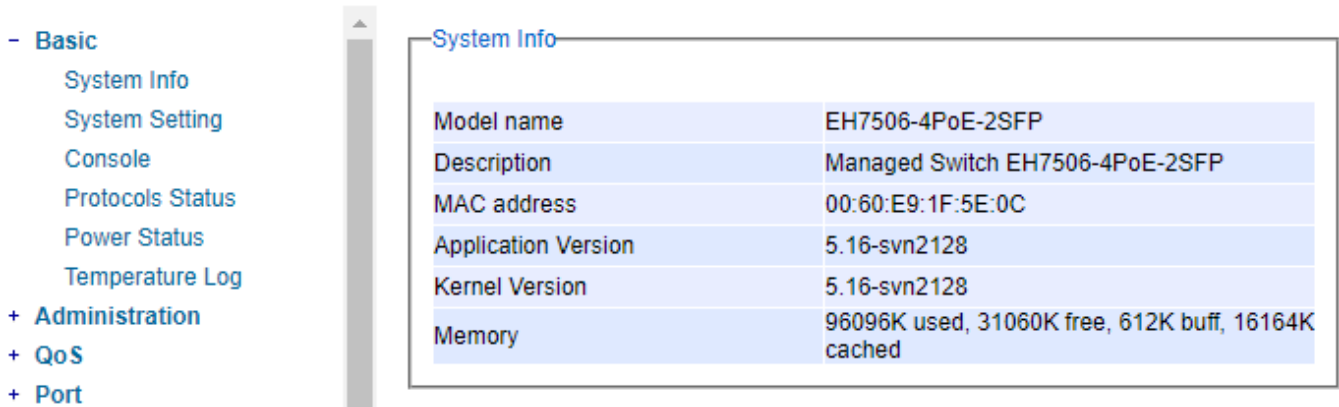 − Basic
System Info
System Setting
Console
Protocols Status
Power Status
Temperature Log
+ Administration
+ QoS
+ Port
System Info
Model name EH7506-4PoE-2SFP
Description Managed Switch EH7506-4PoE-2SFP
MAC address 00:60:E9:1F:5E:0C
Application Version 5.16-svn2128
Kernel Version 5.16-svn2128
Memory 96096K used, 31060K free, 612K buff, 16164K
cached